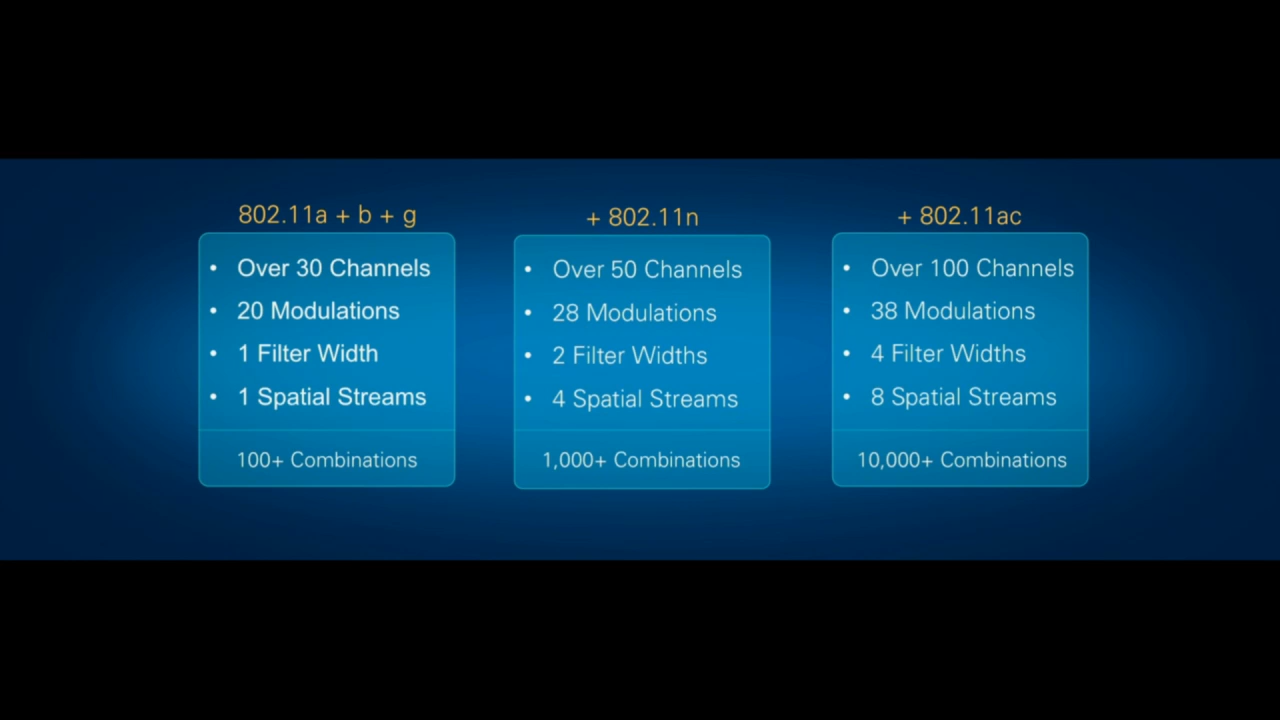 802.11a + b + g
• Over 30 Channels
• 20 Modulations
• 1 Filter Width
• 1 Spatial Streams
100+ Combinations
+ 802.11n
• Over 50 Channels
• 28 Modulations
• 2 Filter Widths
• 4 Spatial Streams
1,000+ Combinations
+ 802.11ac
• Over 100 Channels
• 38 Modulations
• 4 Filter Widths
• 8 Spatial Streams
10,000+ Combinations